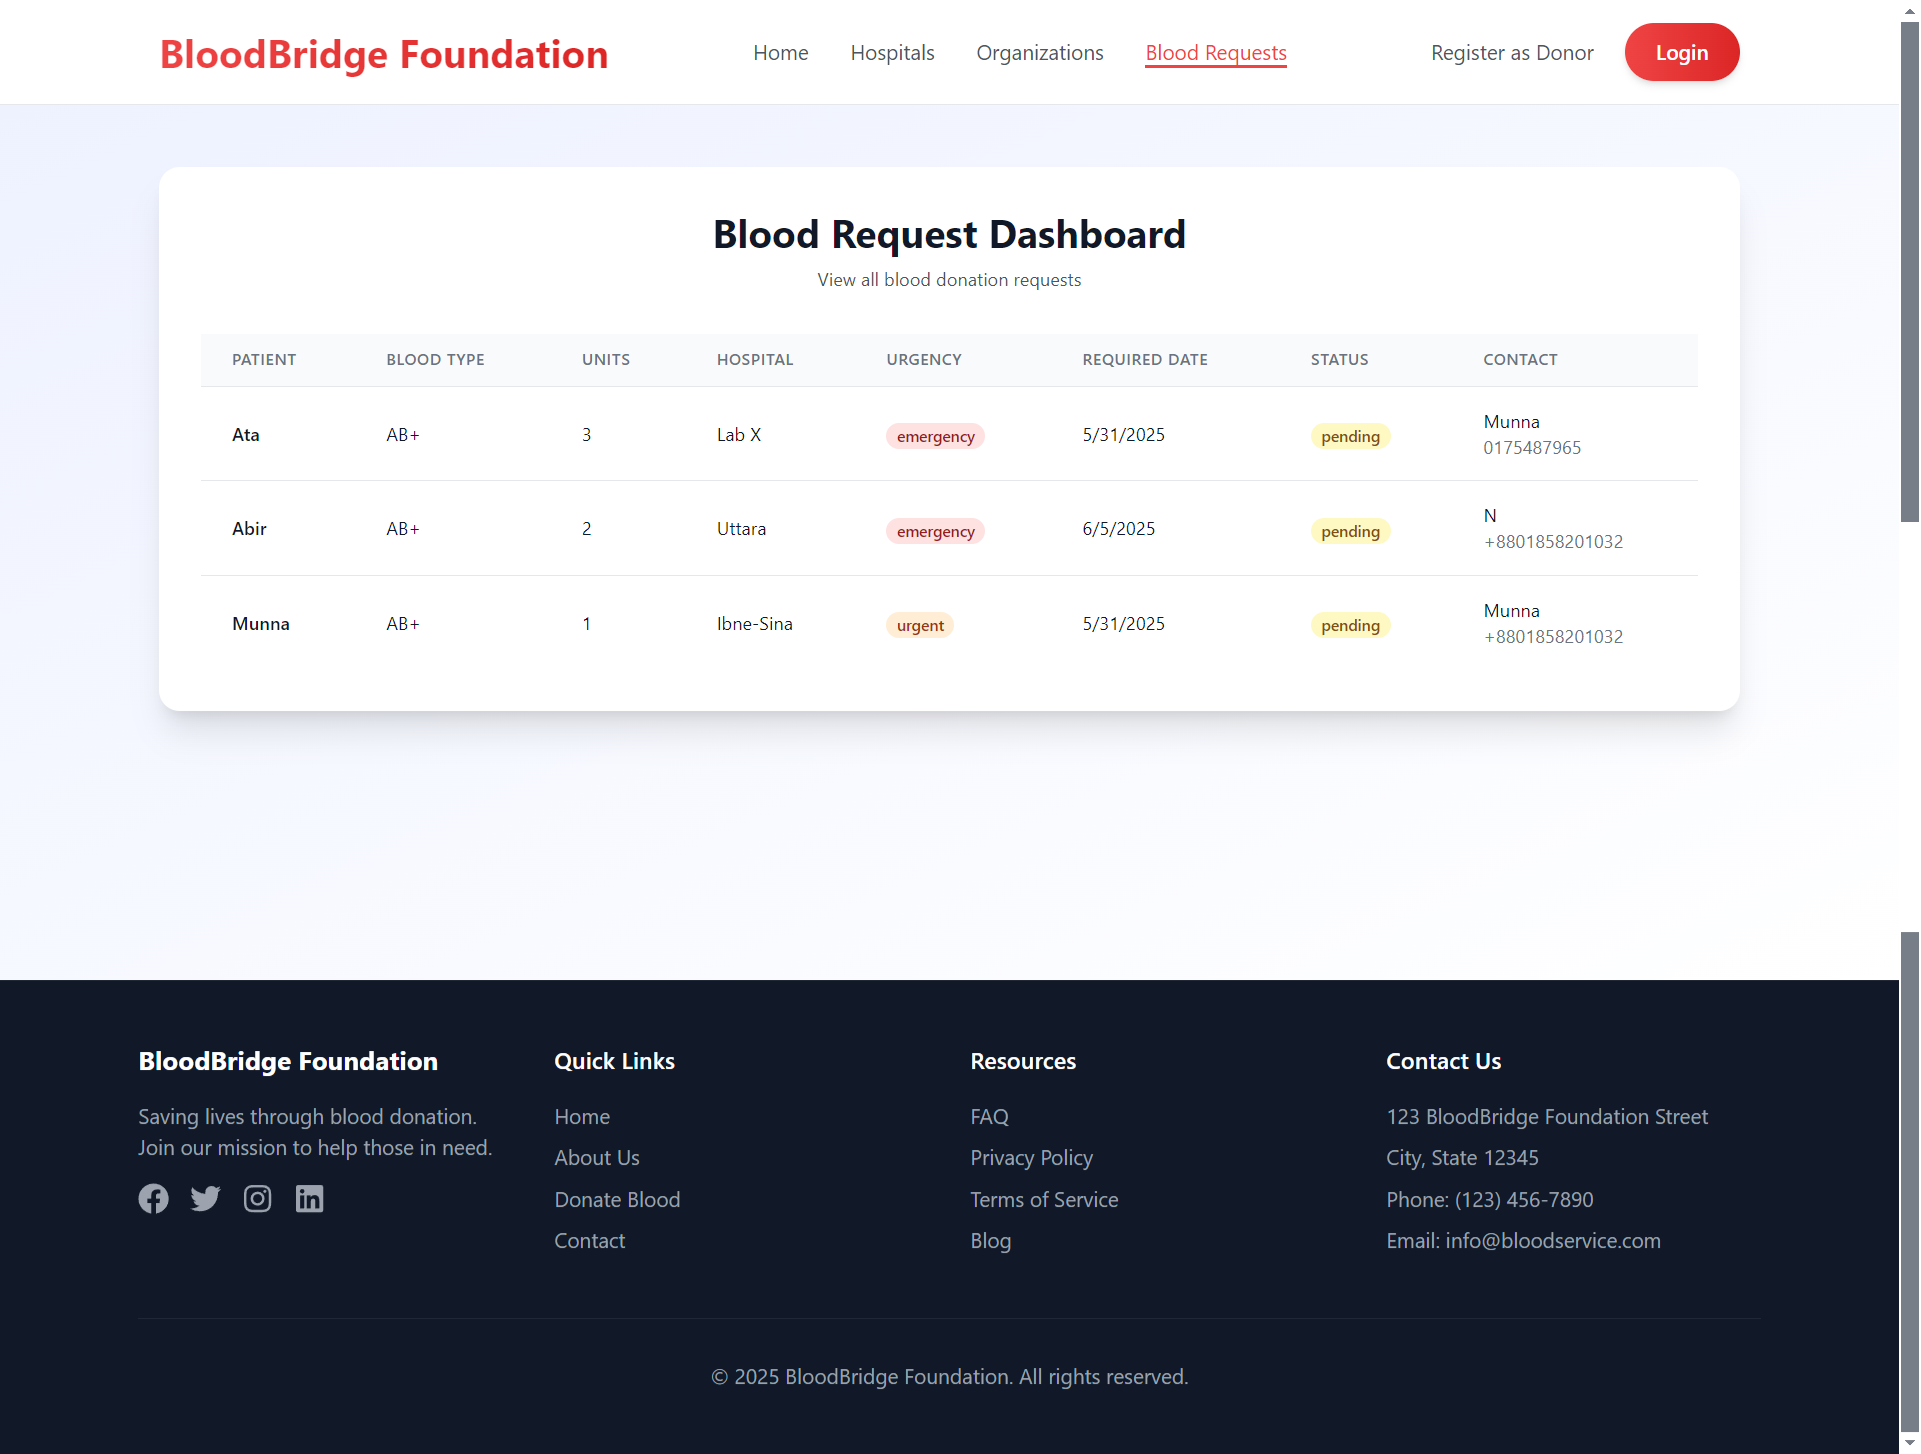 BloodBridge Foundation
Home Hospitals Organizations Blood Requests Register as Donor Login
Blood Request Dashboard
View all blood donation requests
PATIENT BLOOD TYPE UNITS HOSPITAL URGENCY REQUIRED DATE STATUS CONTACT
Ata AB+ 3 Lab X emergency 5/31/2025 pending Munna
0175487965
Abir AB+ 2 Uttara emergency 6/5/2025 pending N
+8801858201032
Munna AB+ 1 Ibne-Sina urgent 5/31/2025 pending Munna
+8801858201032
BloodBridge Foundation
Saving lives through blood donation.
Join our mission to help those in need.
Quick Links
Home
About Us
Donate Blood
Contact
Resources
FAQ
Privacy Policy
Terms of Service
Blog
Contact Us
123 BloodBridge Foundation Street
City, State 12345
Phone: (123) 456-7890
Email: info@bloodservice.com
© 2025 BloodBridge Foundation. All rights reserved.